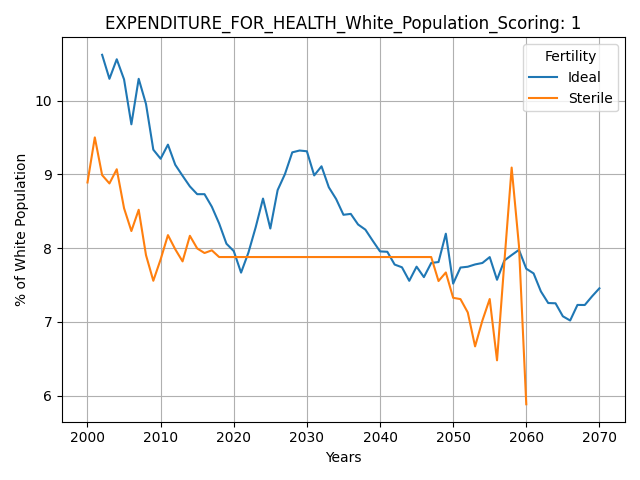 EXPENDITURE_FOR_HEALTH_White_Population_Scoring: 1
Fertility
Ideal
Sterile
% of White Population
10
9
8
7
6
2000 2010 2020 2030 2040 2050 2060 2070
Years